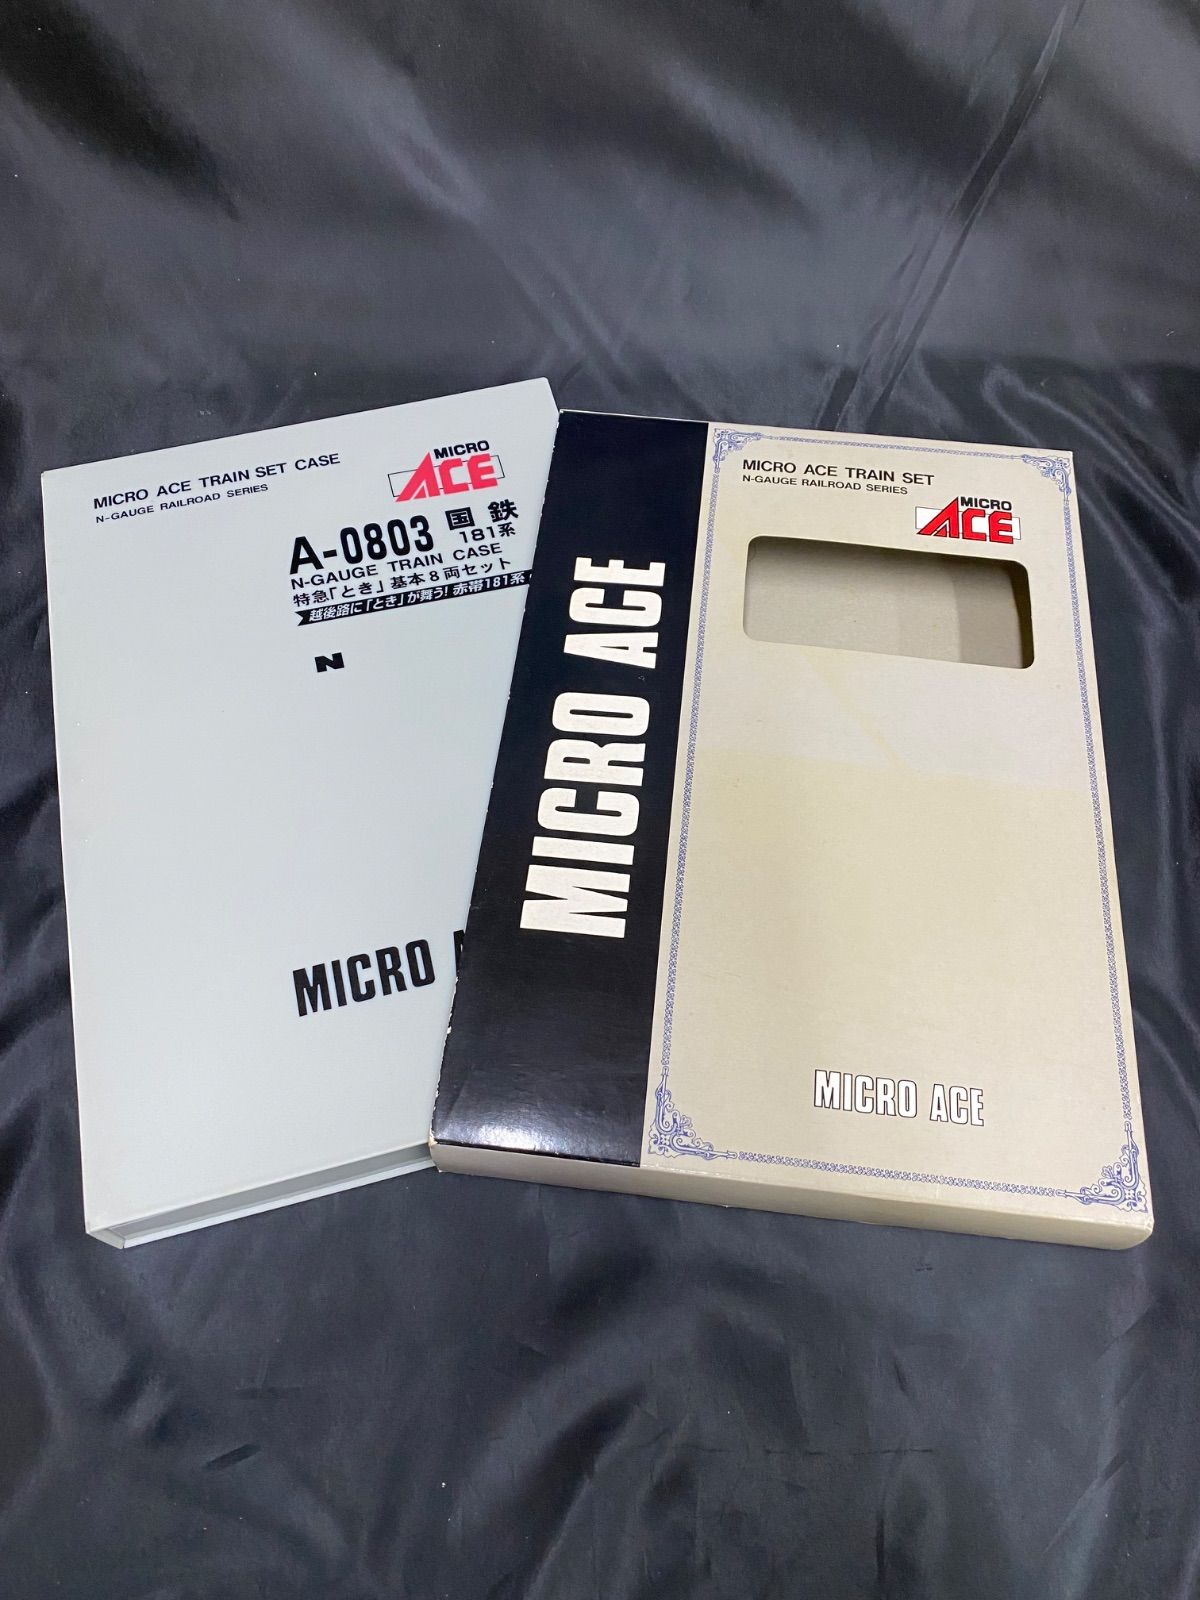 MICRO ACE TRAIN SET CASE
N-GAUGE RAILROAD SERIES
MICRO
ACE
A-0803 国鉄
181系
N-GAUGE TRAIN CASE
特急「とき」基本8両セット
越後路に「とき」が舞う!赤帯181系
N
MICRO
MICRO ACE
MICRO ACE TRAIN SET
N-GAUGE RAILROAD SERIES
MICRO
ACE
MICRO ACE